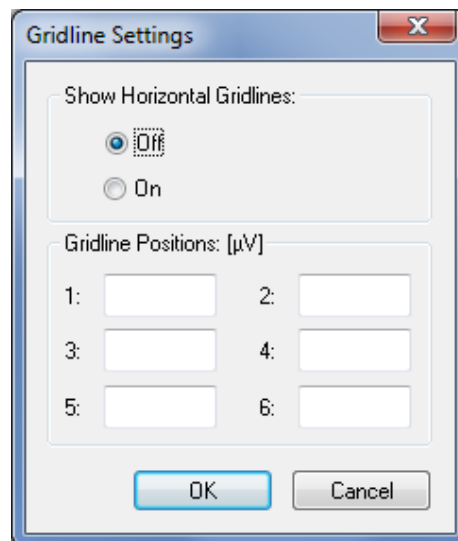 Gridline Settings
Show Horizontal Gridlines:
Off
On
Gridline Positions: [µV]
1: 2:
3: 4:
5: 6:
OK Cancel